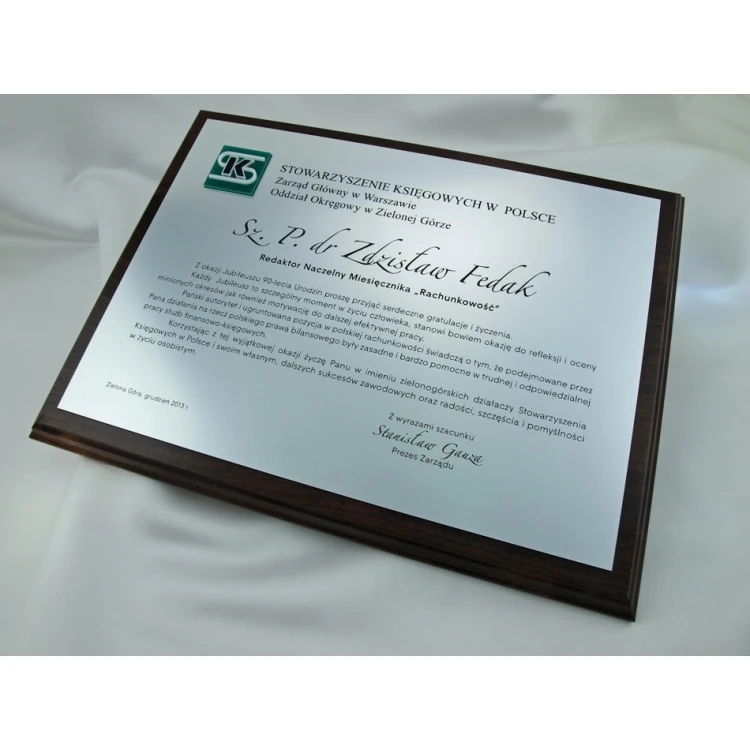 SK
STOWARZYSZENIE KSIĘGOWYCH W POLSCE
Zarząd Główny w Warszawie
Oddział Okręgowy w Zielonej Górze
Sz. P. dr Zdzisław Fedak
Redaktor Naczelny Miesięcznika „Rachunkowość"
Z okazji Jubileuszu 90-lecia Urodzin proszę przyjąć serdeczne gratulacje i życzenia.
Każdy Jubileusz to szczególny moment w życiu człowieka, stanowi bowiem okazję do refleksji i oceny
minionych okresów jak również motywację do dalszej efektywnej pracy.
Pański autorytet i ugruntowana pozycja w polskiej rachunkowości świadczą o tym, że podejmowane przez
Pana działania na rzecz polskiego prawa bilansowego były zasadne i bardzo pomocne w trudnej i odpowiedzialnej
pracy służb finansowo-księgowych.
Korzystając z tej wyjątkowej okazji życzę Panu w imieniu zielonogórskich działaczy Stowarzyszenia
Księgowych w Polsce i swoim własnym, dalszych sukcesów zawodowych oraz radości, szczęścia i pomyślności
w życiu osobistym.
Zielona Góra, grudzień 2013 r.
Z wyrazami szacunku
Stanisław Gauza
Prezes Zarządu